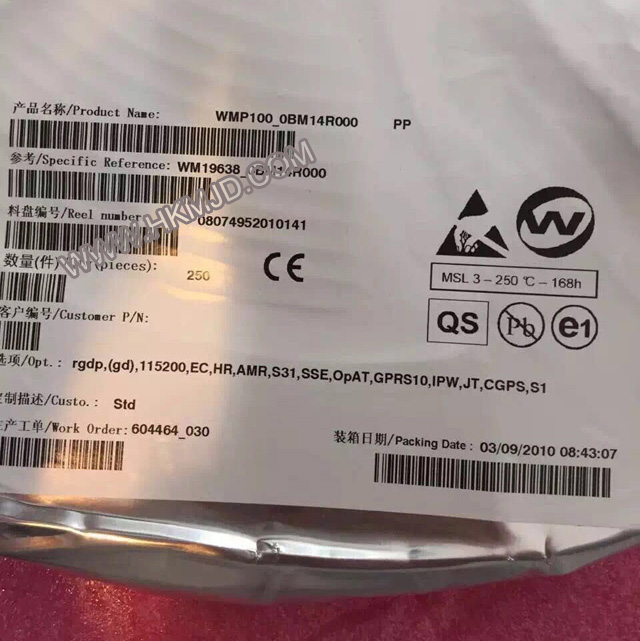 产品名称/Product Name: WMP100_0BM14R000 PP
参考/Specific Reference: WM19638_0BM14R000
料盘编号/Reel number 08074952010141
数量(件) (pieces): 250
CE
MSL 3 – 250 °C – 168h
QS Pb e1
客户编号/Customer P/N:
选项/Opt.: rgdp,(gd),115200,EC,HR,AMR,S31,SSE,OpAT,GPRS10,IPW,JT,CGPS,S1
定制描述/Custo.: Std
生产工单/Work Order: 604464_030
装箱日期/Packing Date : 03/09/2010 08:43:07
WWW.HKMJD.COM